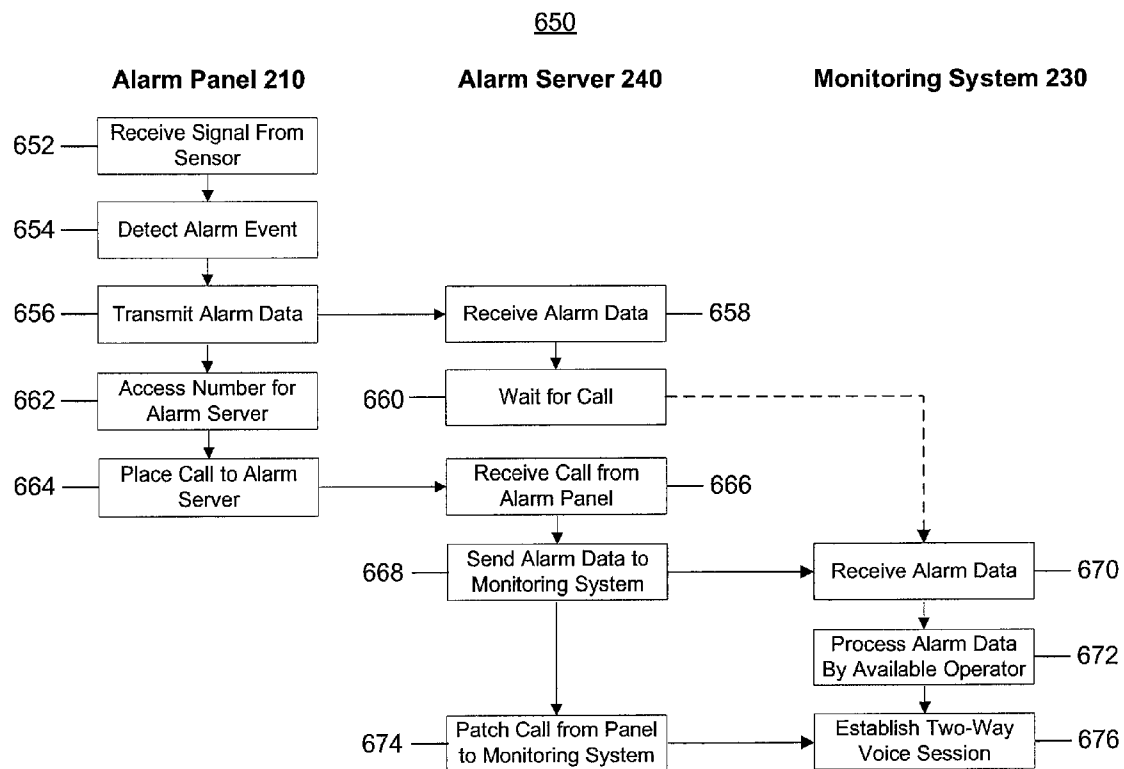 650
Alarm Panel 210
Alarm Server 240
Monitoring System 230
652
Receive Signal From
Sensor
654
Detect Alarm Event
656
Transmit Alarm Data
Receive Alarm Data
658
662
Access Number for
Alarm Server
660
Wait for Call
664
Place Call to Alarm
Server
Receive Call from
Alarm Panel
666
668
Send Alarm Data to
Monitoring System
Receive Alarm Data
670
Process Alarm Data
By Available Operator
672
674
Patch Call from Panel
to Monitoring System
Establish Two-Way
Voice Session
676